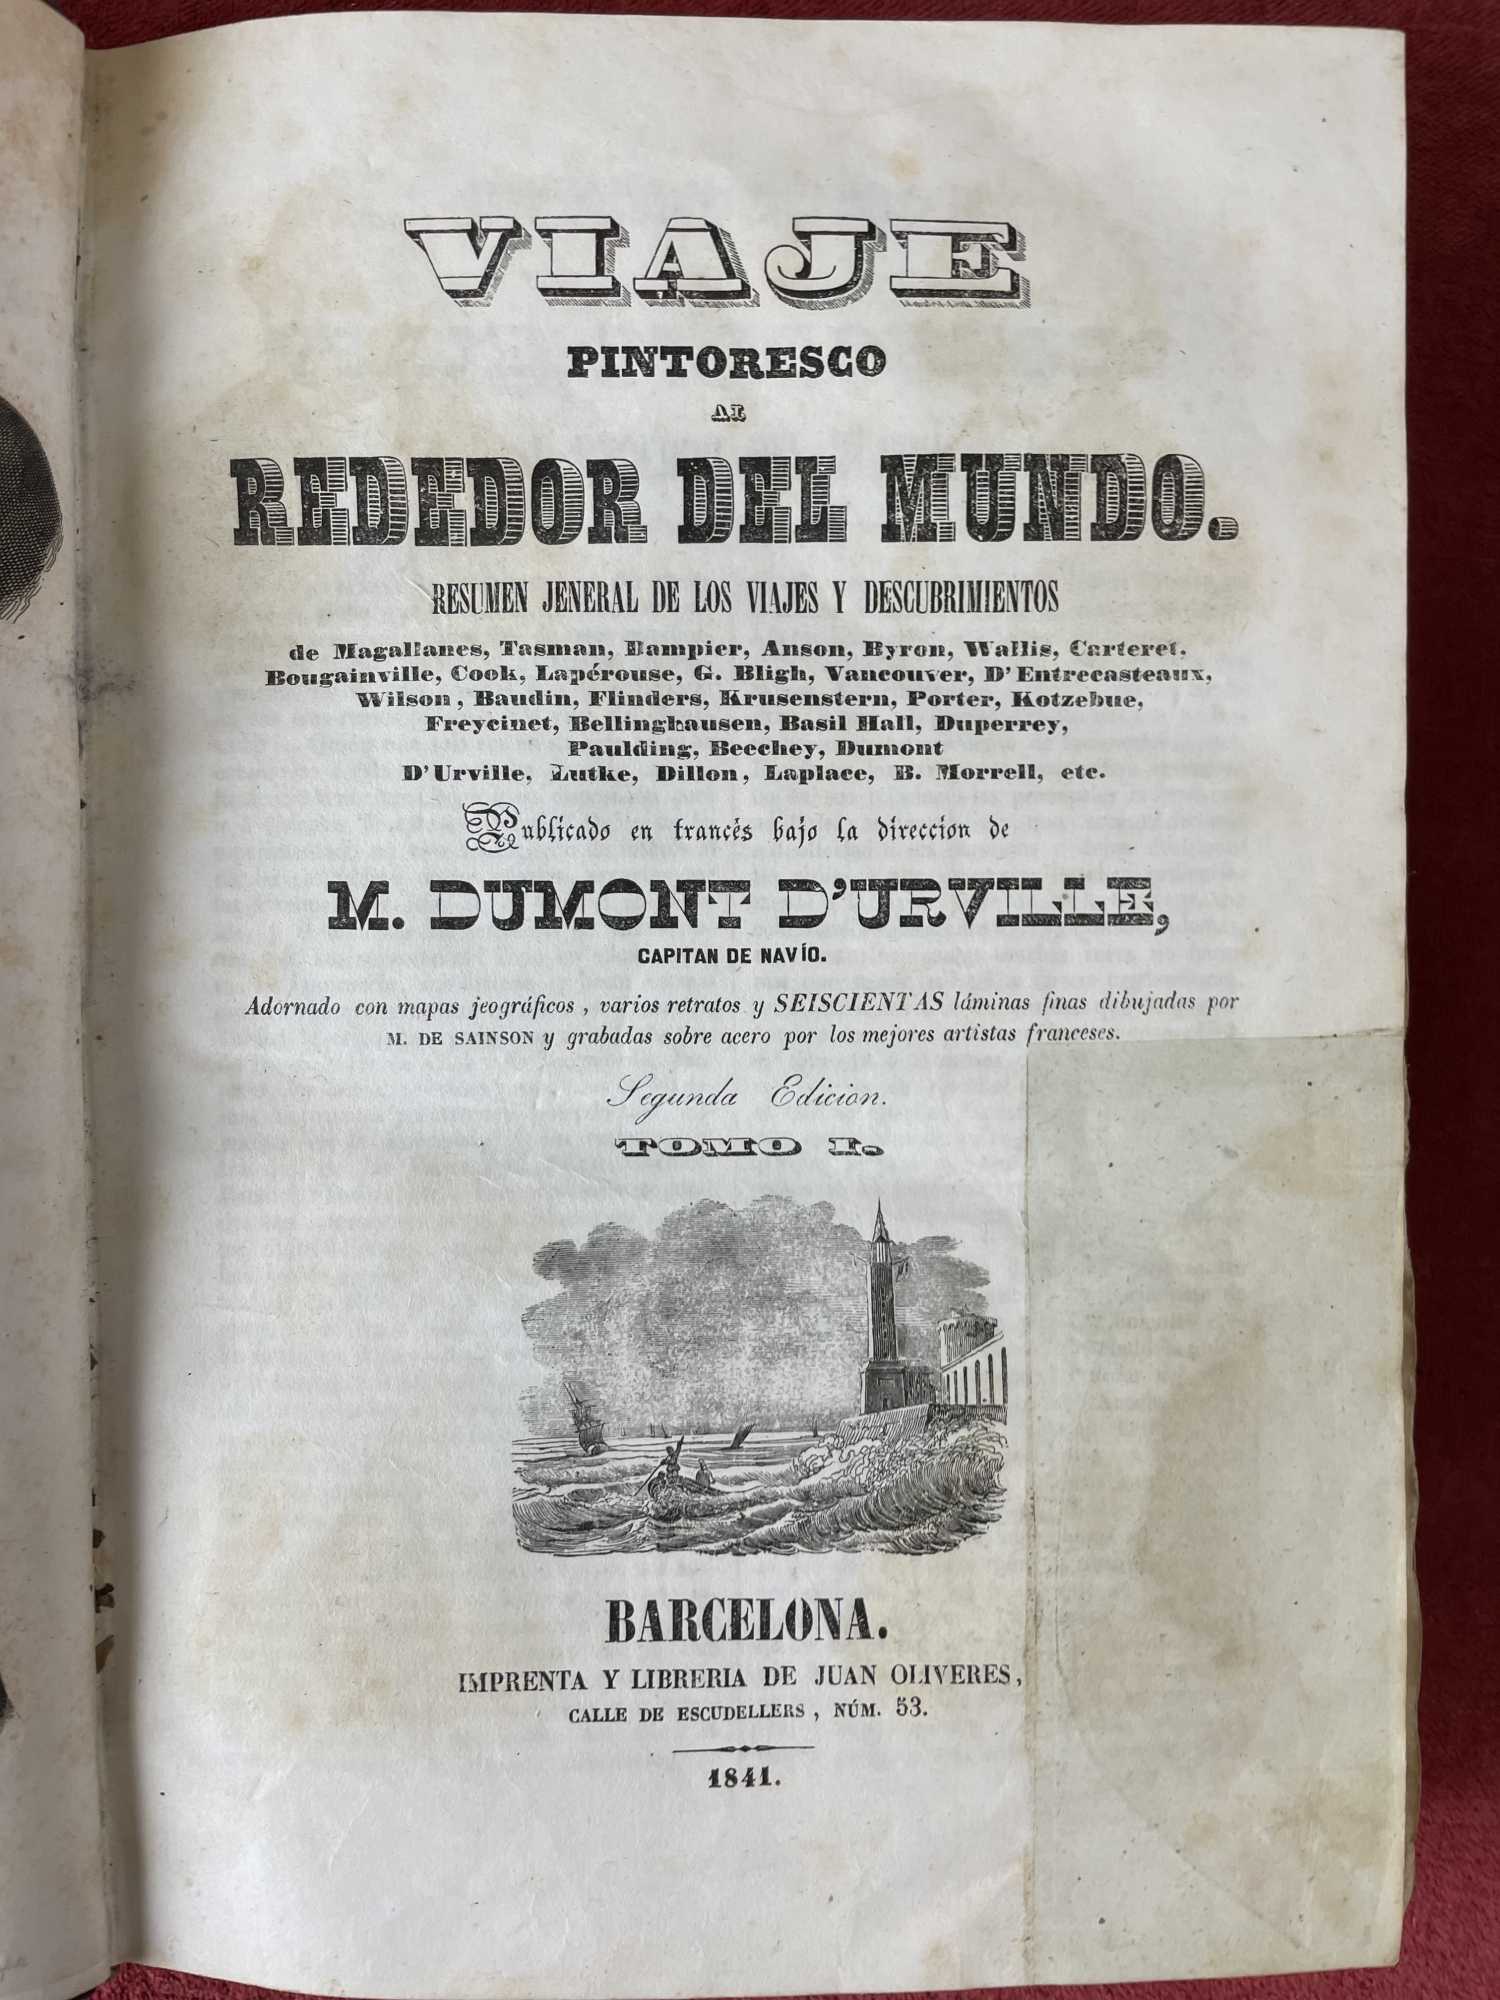 VIAJE
PINTORESCO
AL
REDEDOR DEL MUNDO.
RESUMEN JENERAL DE LOS VIAJES Y DESCUBRIMIENTOS
de Magallanes, Tasman, Dampier, Anson, Byron, Wallis, Carteret,
Bougainville, Cook, Lapérouse, G. Bligh, Vancouver, D'Entrecasteaux,
Wilson, Baudin, Flinders, Krusenstern, Porter, Kotzebue,
Freycinet, Bellinghausen, Basil Hall, Duperrey,
Paulding, Beechey, Dumont
D'Urville, Lutke, Dillon, Laplace, B. Morrell, etc.
Publicado en francés bajo la direccion de
M. DUMONT D'URVILLE,
CAPITAN DE NAVÍO.
Adornado con mapas jeográficos, varios retratos y SEISCIENTAS láminas finas dibujadas por
M. DE SAINSON y grabadas sobre acero por los mejores artistas franceses.
Segunda Edicion.
TOMO I.
BARCELONA.
IMPRENTA Y LIBRERIA DE JUAN OLIVERES,
CALLE DE ESCUDELLERS, NÚM. 53.
1841.